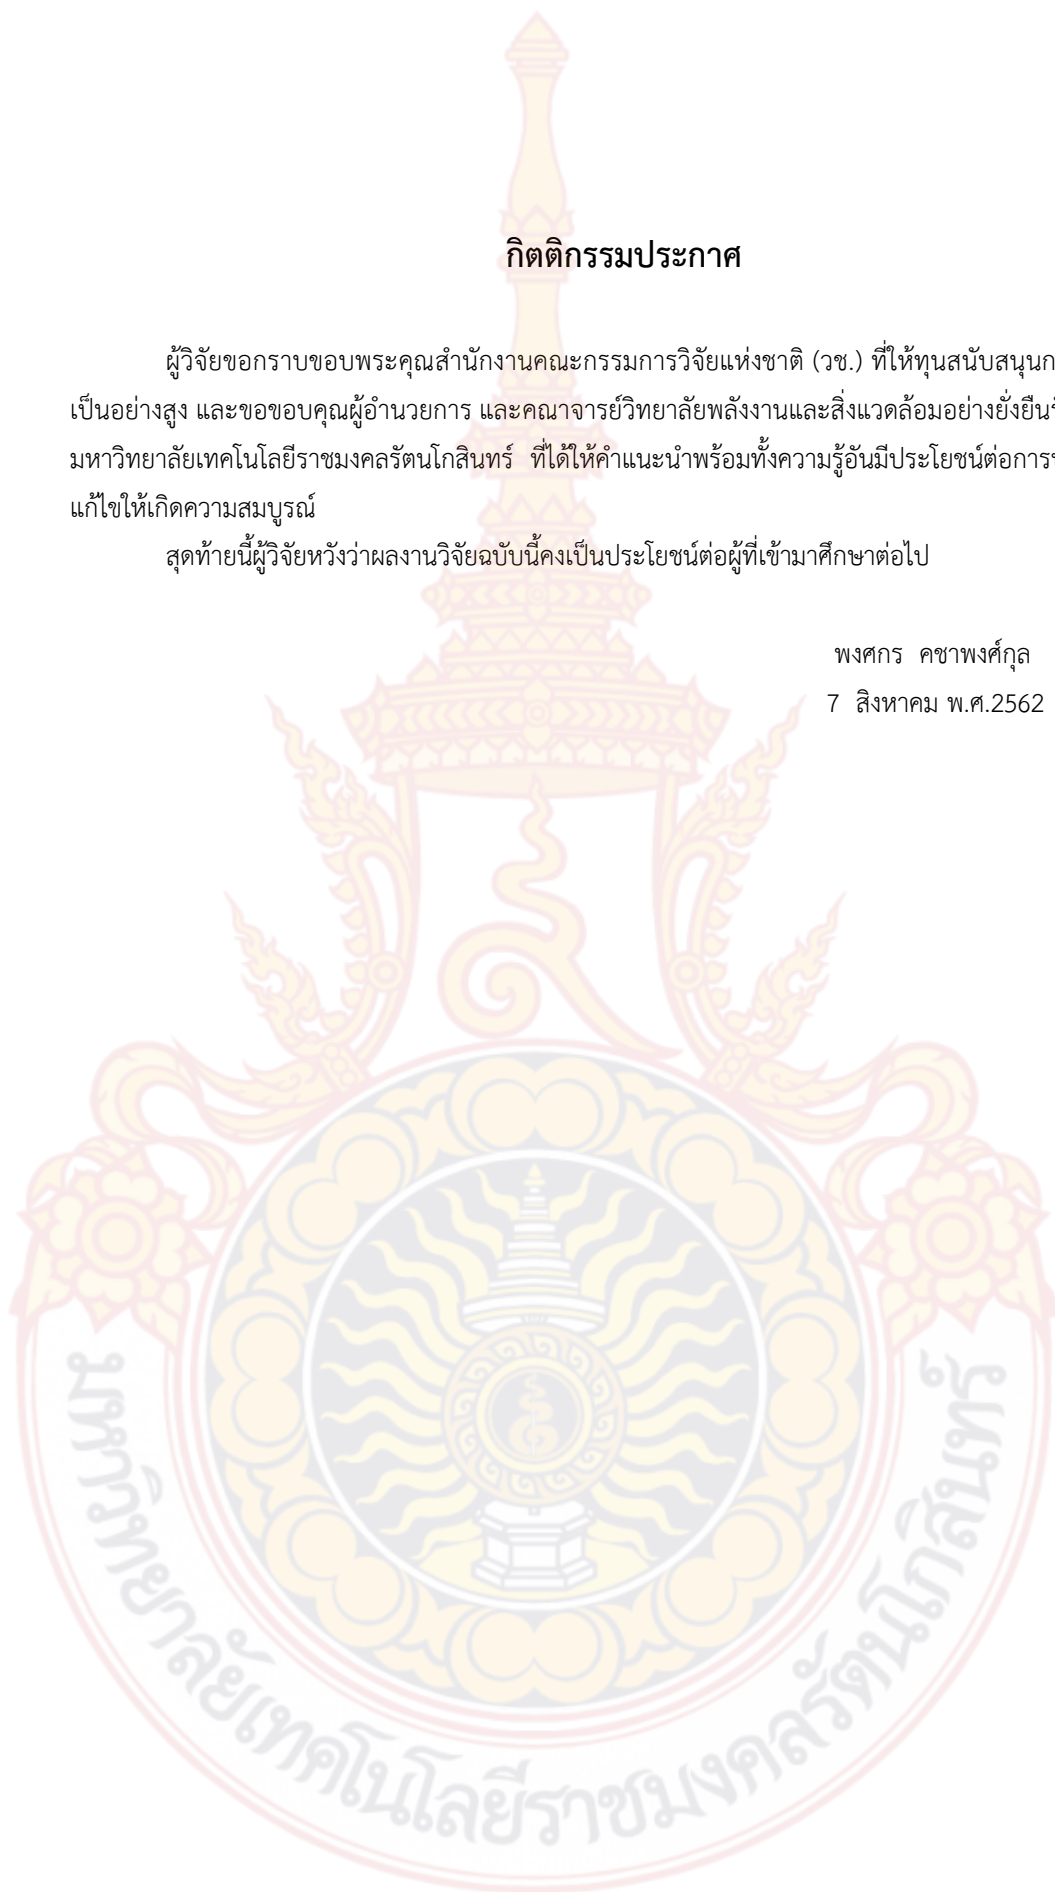 กิตติกรรมประกาศ
ผู้วิจัยขอกราบขอบพระคุณสำนักงานคณะกรรมการวิจัยแห่งชาติ (วช.) ที่ให้ทุนสนับสนุน
เป็นอย่างสูง และขอขอบคุณผู้อำนวยการ และคณาจารย์วิทยาลัยพลังงานและสิ่งแวดล้อมอย่างยั่งยืน
มหาวิทยาลัยเทคโนโลยีราชมงคลรัตนโกสินทร์ ที่ได้ให้คำแนะนำพร้อมทั้งความรู้อันมีประโยชน์ต่อการ
แก้ไขให้เกิดความสมบูรณ์
สุดท้ายนี้ผู้วิจัยหวังว่าผลงานวิจัยฉบับนี้คงเป็นประโยชน์ต่อผู้ที่เข้ามาศึกษาต่อไป
พงศกร คชาพงศ์กุล
7 สิงหาคม พ.ศ.2562
มหาวิทยาลัยเทคโนโลยีราชมงคลรัตนโกสินทร์